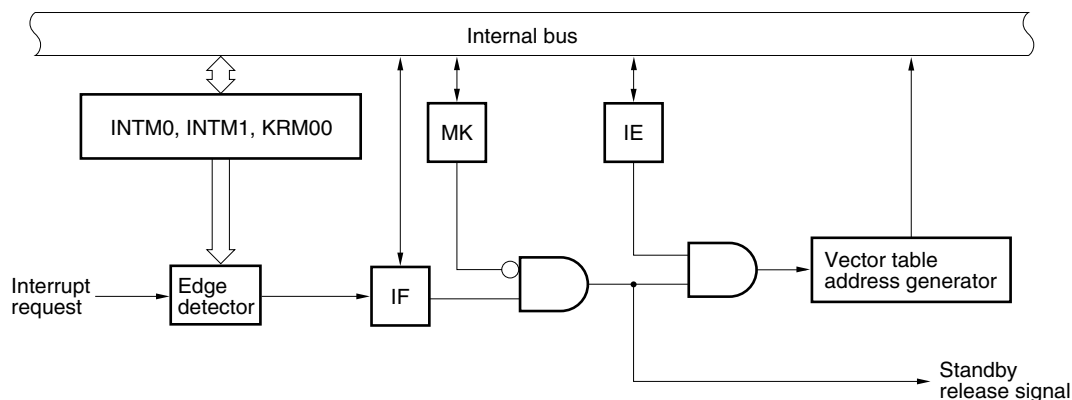 Internal bus
INTM0, INTM1, KRM00
MK
IE
Interrupt
request
Edge
detector
IF
Vector table
address generator
Standby
release signal